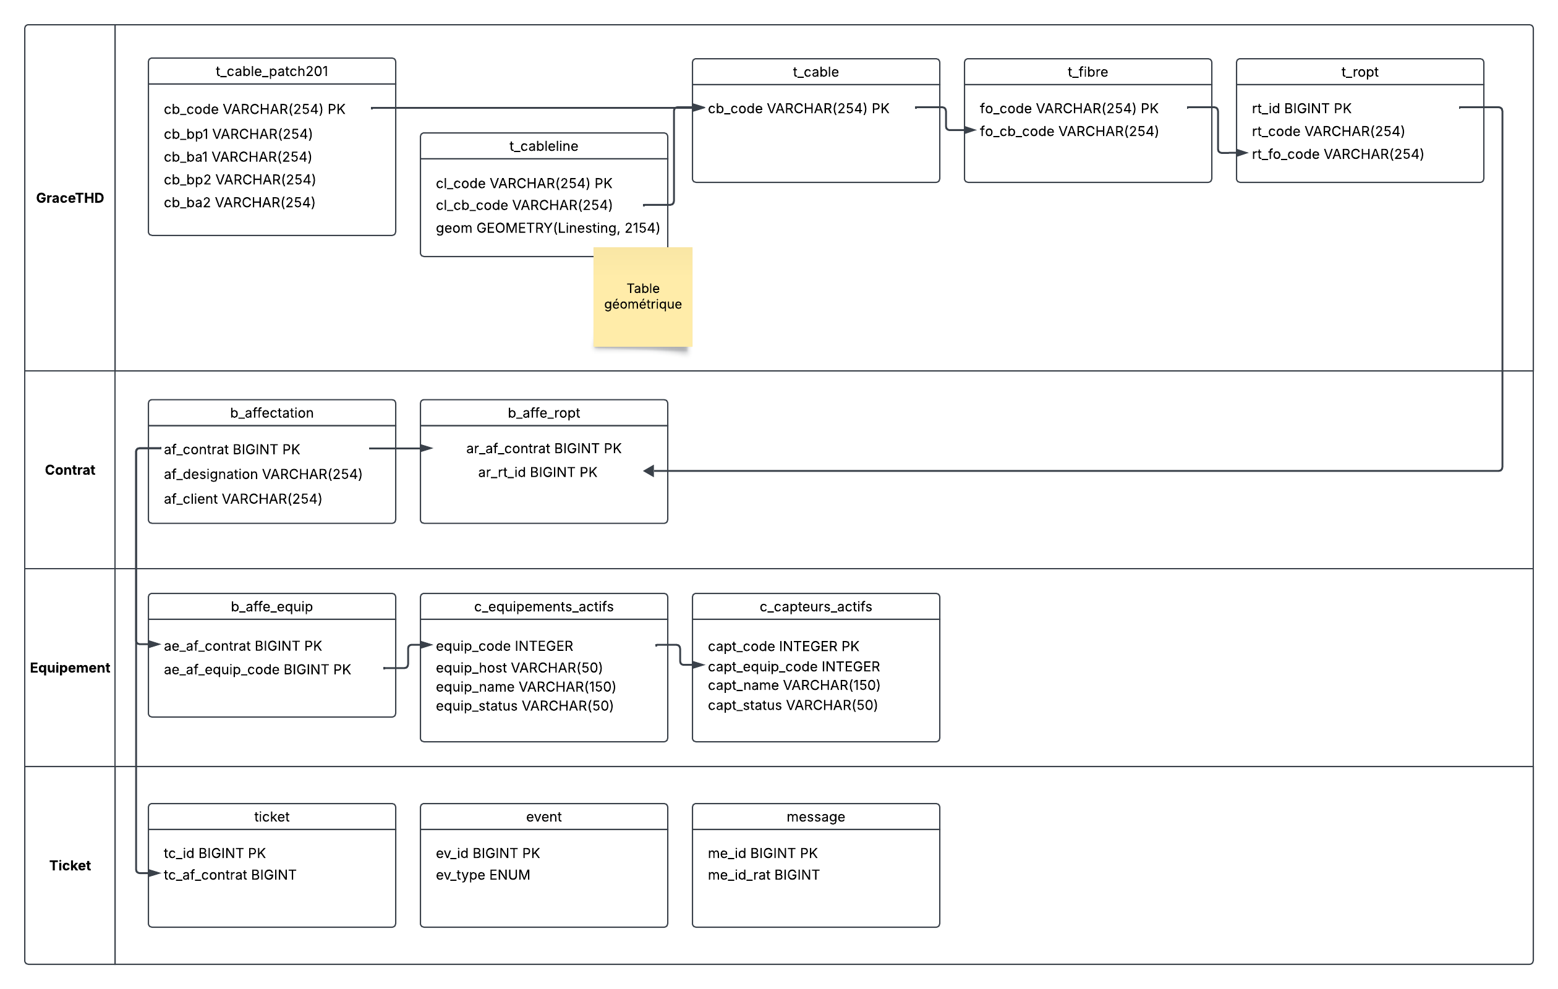 GraceTHD
t_cable_patch201
cb_code VARCHAR(254) PK
cb_bp1 VARCHAR(254)
cb_ba1 VARCHAR(254)
cb_bp2 VARCHAR(254)
cb_ba2 VARCHAR(254)
t_cableline
cl_code VARCHAR(254) PK
cl_cb_code VARCHAR(254)
geom GEOMETRY(Linesting, 2154)
Table
géométrique
t_cable
cb_code VARCHAR(254) PK
t_fibre
fo_code VARCHAR(254) PK
fo_cb_code VARCHAR(254)
t_ropt
rt_id BIGINT PK
rt_code VARCHAR(254)
rt_fo_code VARCHAR(254)
Contrat
b_affectation
af_contrat BIGINT PK
af_designation VARCHAR(254)
af_client VARCHAR(254)
b_affe_ropt
ar_af_contrat BIGINT PK
ar_rt_id BIGINT PK
Equipement
b_affe_equip
ae_af_contrat BIGINT PK
ae_af_equip_code BIGINT PK
c_equipements_actifs
equip_code INTEGER
equip_host VARCHAR(50)
equip_name VARCHAR(150)
equip_status VARCHAR(50)
c_capteurs_actifs
capt_code INTEGER PK
capt_equip_code INTEGER
capt_name VARCHAR(150)
capt_status VARCHAR(50)
Ticket
ticket
tc_id BIGINT PK
tc_af_contrat BIGINT
event
ev_id BIGINT PK
ev_type ENUM
message
me_id BIGINT PK
me_id_rat BIGINT